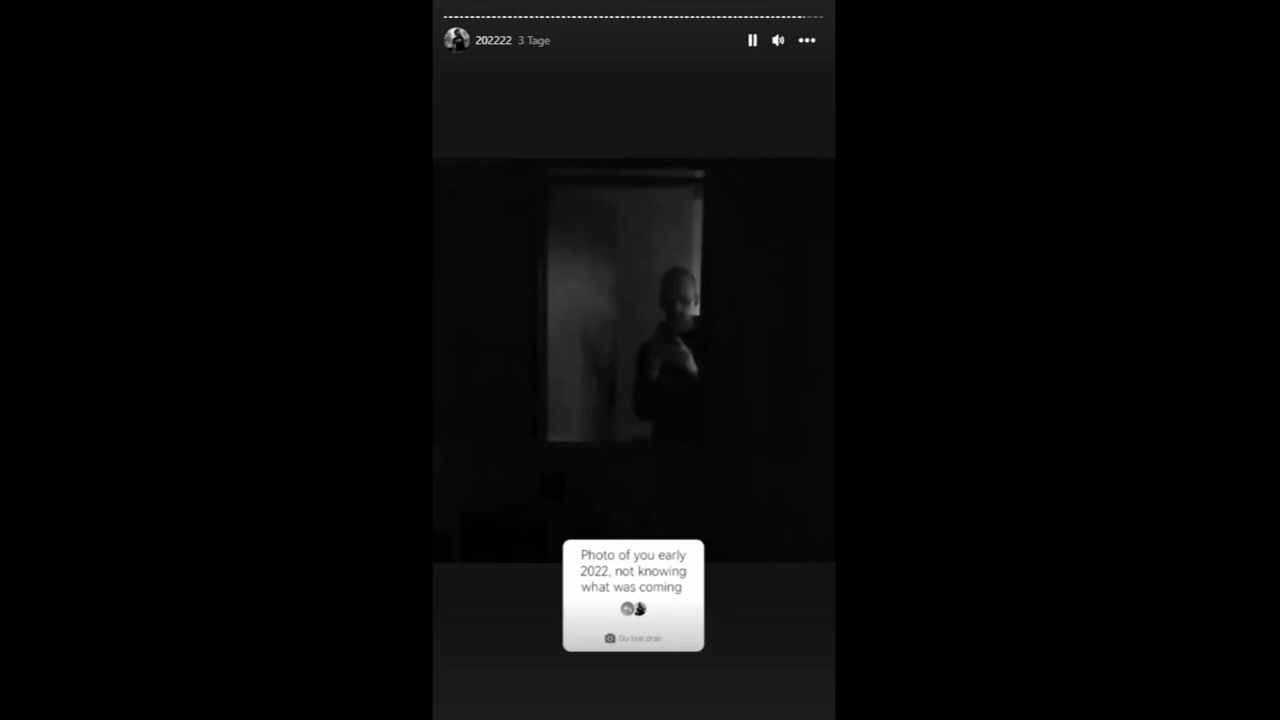 202222 3 Tage
Photo of you early
2022, not knowing
what was coming
Du bist dran